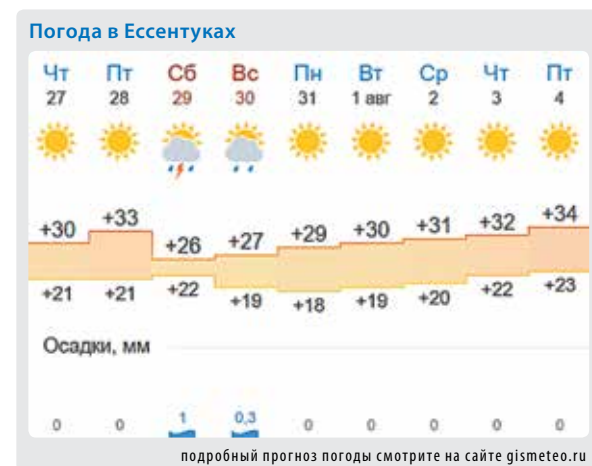 Погода в Ессентуках
Чт Пт Сб Вс Пн Вт Ср Чт Пт
27 28 29 30 31 1 авг 2 3 4
+30 +33 +26 +27 +29 +30 +31 +32 +34
+21 +21 +22 +19 +18 +19 +20 +22 +23
Осадки, мм
0 0 1 0,3 0 0 0 0 0
подробный прогноз погоды смотрите на сайте gismeteo.ru